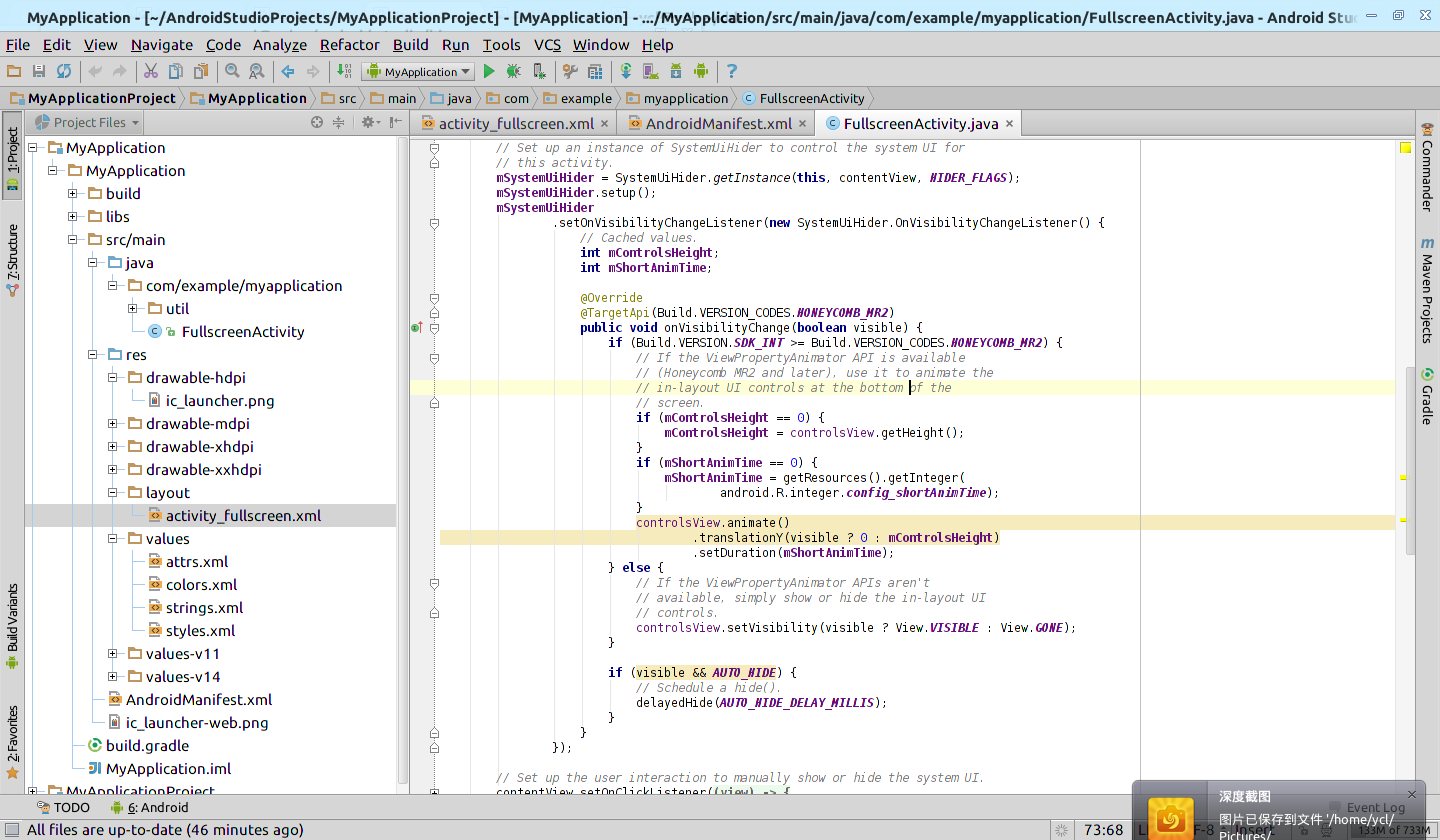 MyApplication - [~/AndroidStudioProjects/MyApplicationProject] - [MyApplication] - .../MyApplication/src/main/java/com/example/myapplication/FullscreenActivity.java - Android Stu
File Edit View Navigate Code Analyze Refactor Build Run Tools VCS Window Help
MyApplication
MyApplicationProject MyApplication src main java com example myapplication FullscreenActivity
Project Files
activity_fullscreen.xml AndroidManifest.xml FullscreenActivity.java
1: Project
7: Structure
Build Variants
2: Favorites
MyApplication
MyApplication
build
libs
src/main
java
com/example/myapplication
util
FullscreenActivity
res
drawable-hdpi
ic_launcher.png
drawable-mdpi
drawable-xhdpi
drawable-xxhdpi
layout
activity_fullscreen.xml
values
attrs.xml
colors.xml
strings.xml
styles.xml
values-v11
values-v14
AndroidManifest.xml
ic_launcher-web.png
build.gradle
MyApplication.iml
MyApplicationProject
// Set up an instance of SystemUiHider to control the system UI for
// this activity.
mSystemUiHider = SystemUiHider.getInstance(this, contentView, HIDER_FLAGS);
mSystemUiHider.setup();
mSystemUiHider
.setOnVisibilityChangeListener(new SystemUiHider.OnVisibilityChangeListener() {
// Cached values.
int mControlsHeight;
int mShortAnimTime;
@Override
@TargetApi(Build.VERSION_CODES.HONEYCOMB_MR2)
public void onVisibilityChange(boolean visible) {
if (Build.VERSION.SDK_INT >= Build.VERSION_CODES.HONEYCOMB_MR2) {
// If the ViewPropertyAnimator API is available
// (Honeycomb MR2 and later), use it to animate the
// in-layout UI controls at the bottom of the
// screen.
if (mControlsHeight == 0) {
mControlsHeight = controlsView.getHeight();
}
if (mShortAnimTime == 0) {
mShortAnimTime = getResources().getInteger(
android.R.integer.config_shortAnimTime);
}
controlsView.animate()
.translationY(visible ? 0 : mControlsHeight)
.setDuration(mShortAnimTime);
} else {
// If the ViewPropertyAnimator APIs aren't
// available, simply show or hide the in-layout UI
// controls.
controlsView.setVisibility(visible ? View.VISIBLE : View.GONE);
}
if (visible && AUTO_HIDE) {
// Schedule a hide().
delayedHide(AUTO_HIDE_DELAY_MILLIS);
}
}
});
// Set up the user interaction to manually show or hide the system UI.
contentView.setOnClickListener((view) -> {
Commander
Maven Projects
Gradle
TODO 6: Android Event Log
All files are up-to-date (46 minutes ago) 73:68 Insert 133M of 733M
深度截图
图片已保存到文件 '/home/ycl/
Pictures/